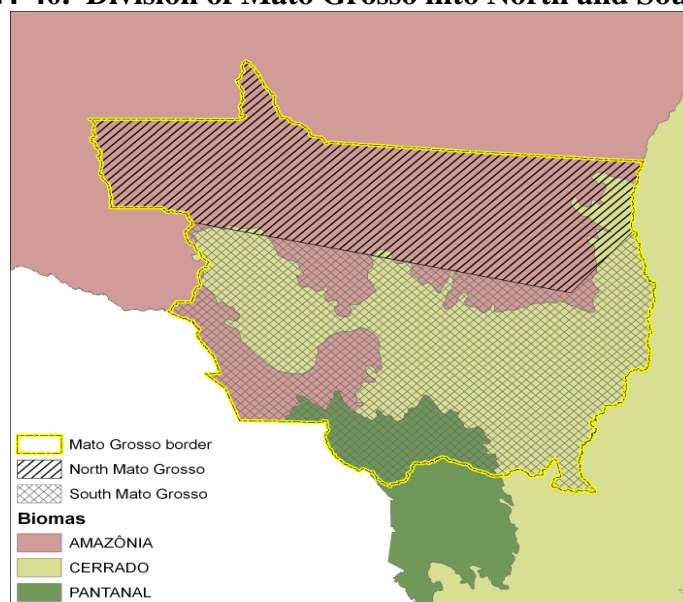 Division of Mato Grosso into North and
Mato Grosso border
North Mato Grosso
South Mato Grosso
Biomas
AMAZÔNIA
CERRADO
PANTANAL